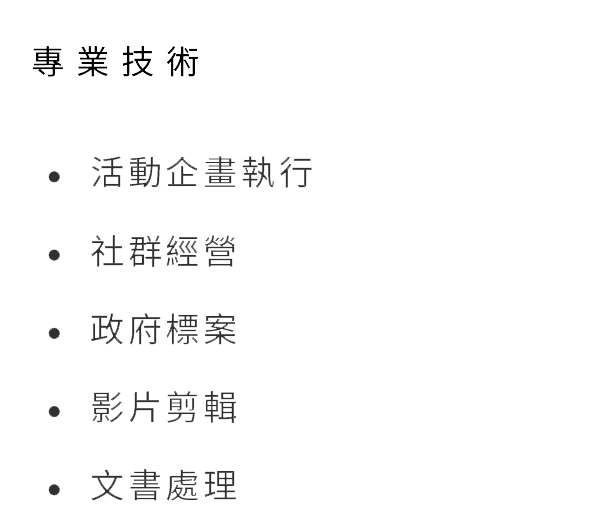 專業技術
• 活動企畫執行
• 社群經營
• 政府標案
• 影片剪輯
• 文書處理